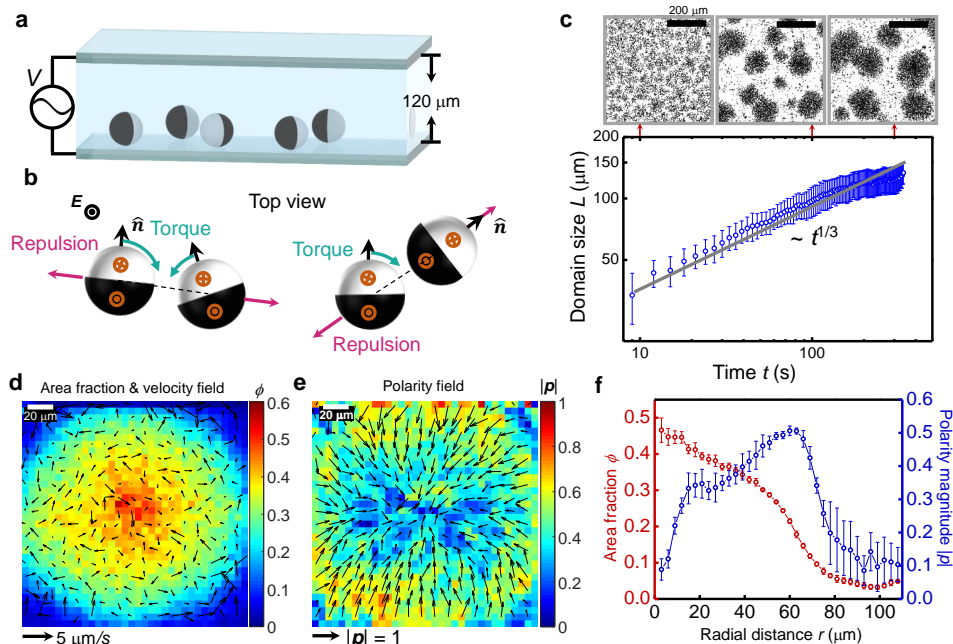 a
V
120 μm
b
E
Top view
n̂
Torque
Repulsion
Torque
n̂
Repulsion
c
200 μm
Domain size L (μm)
200
150
100
50
~ t^1/3
10
100
Time t (s)
d
Area fraction & velocity field
ϕ
20 μm
0.6
0.5
0.4
0.3
0.2
0.1
0
5 μm/s
e
Polarity field
|p|
20 μm
1
0.8
0.6
0.4
0.2
0
|p| = 1
f
Area fraction ϕ
0.5
0.4
0.3
0.2
0.1
0.0
Polarity magnitude |p|
0.6
0.5
0.4
0.3
0.2
0.1
0.0
0 20 40 60 80 100
Radial distance r (μm)